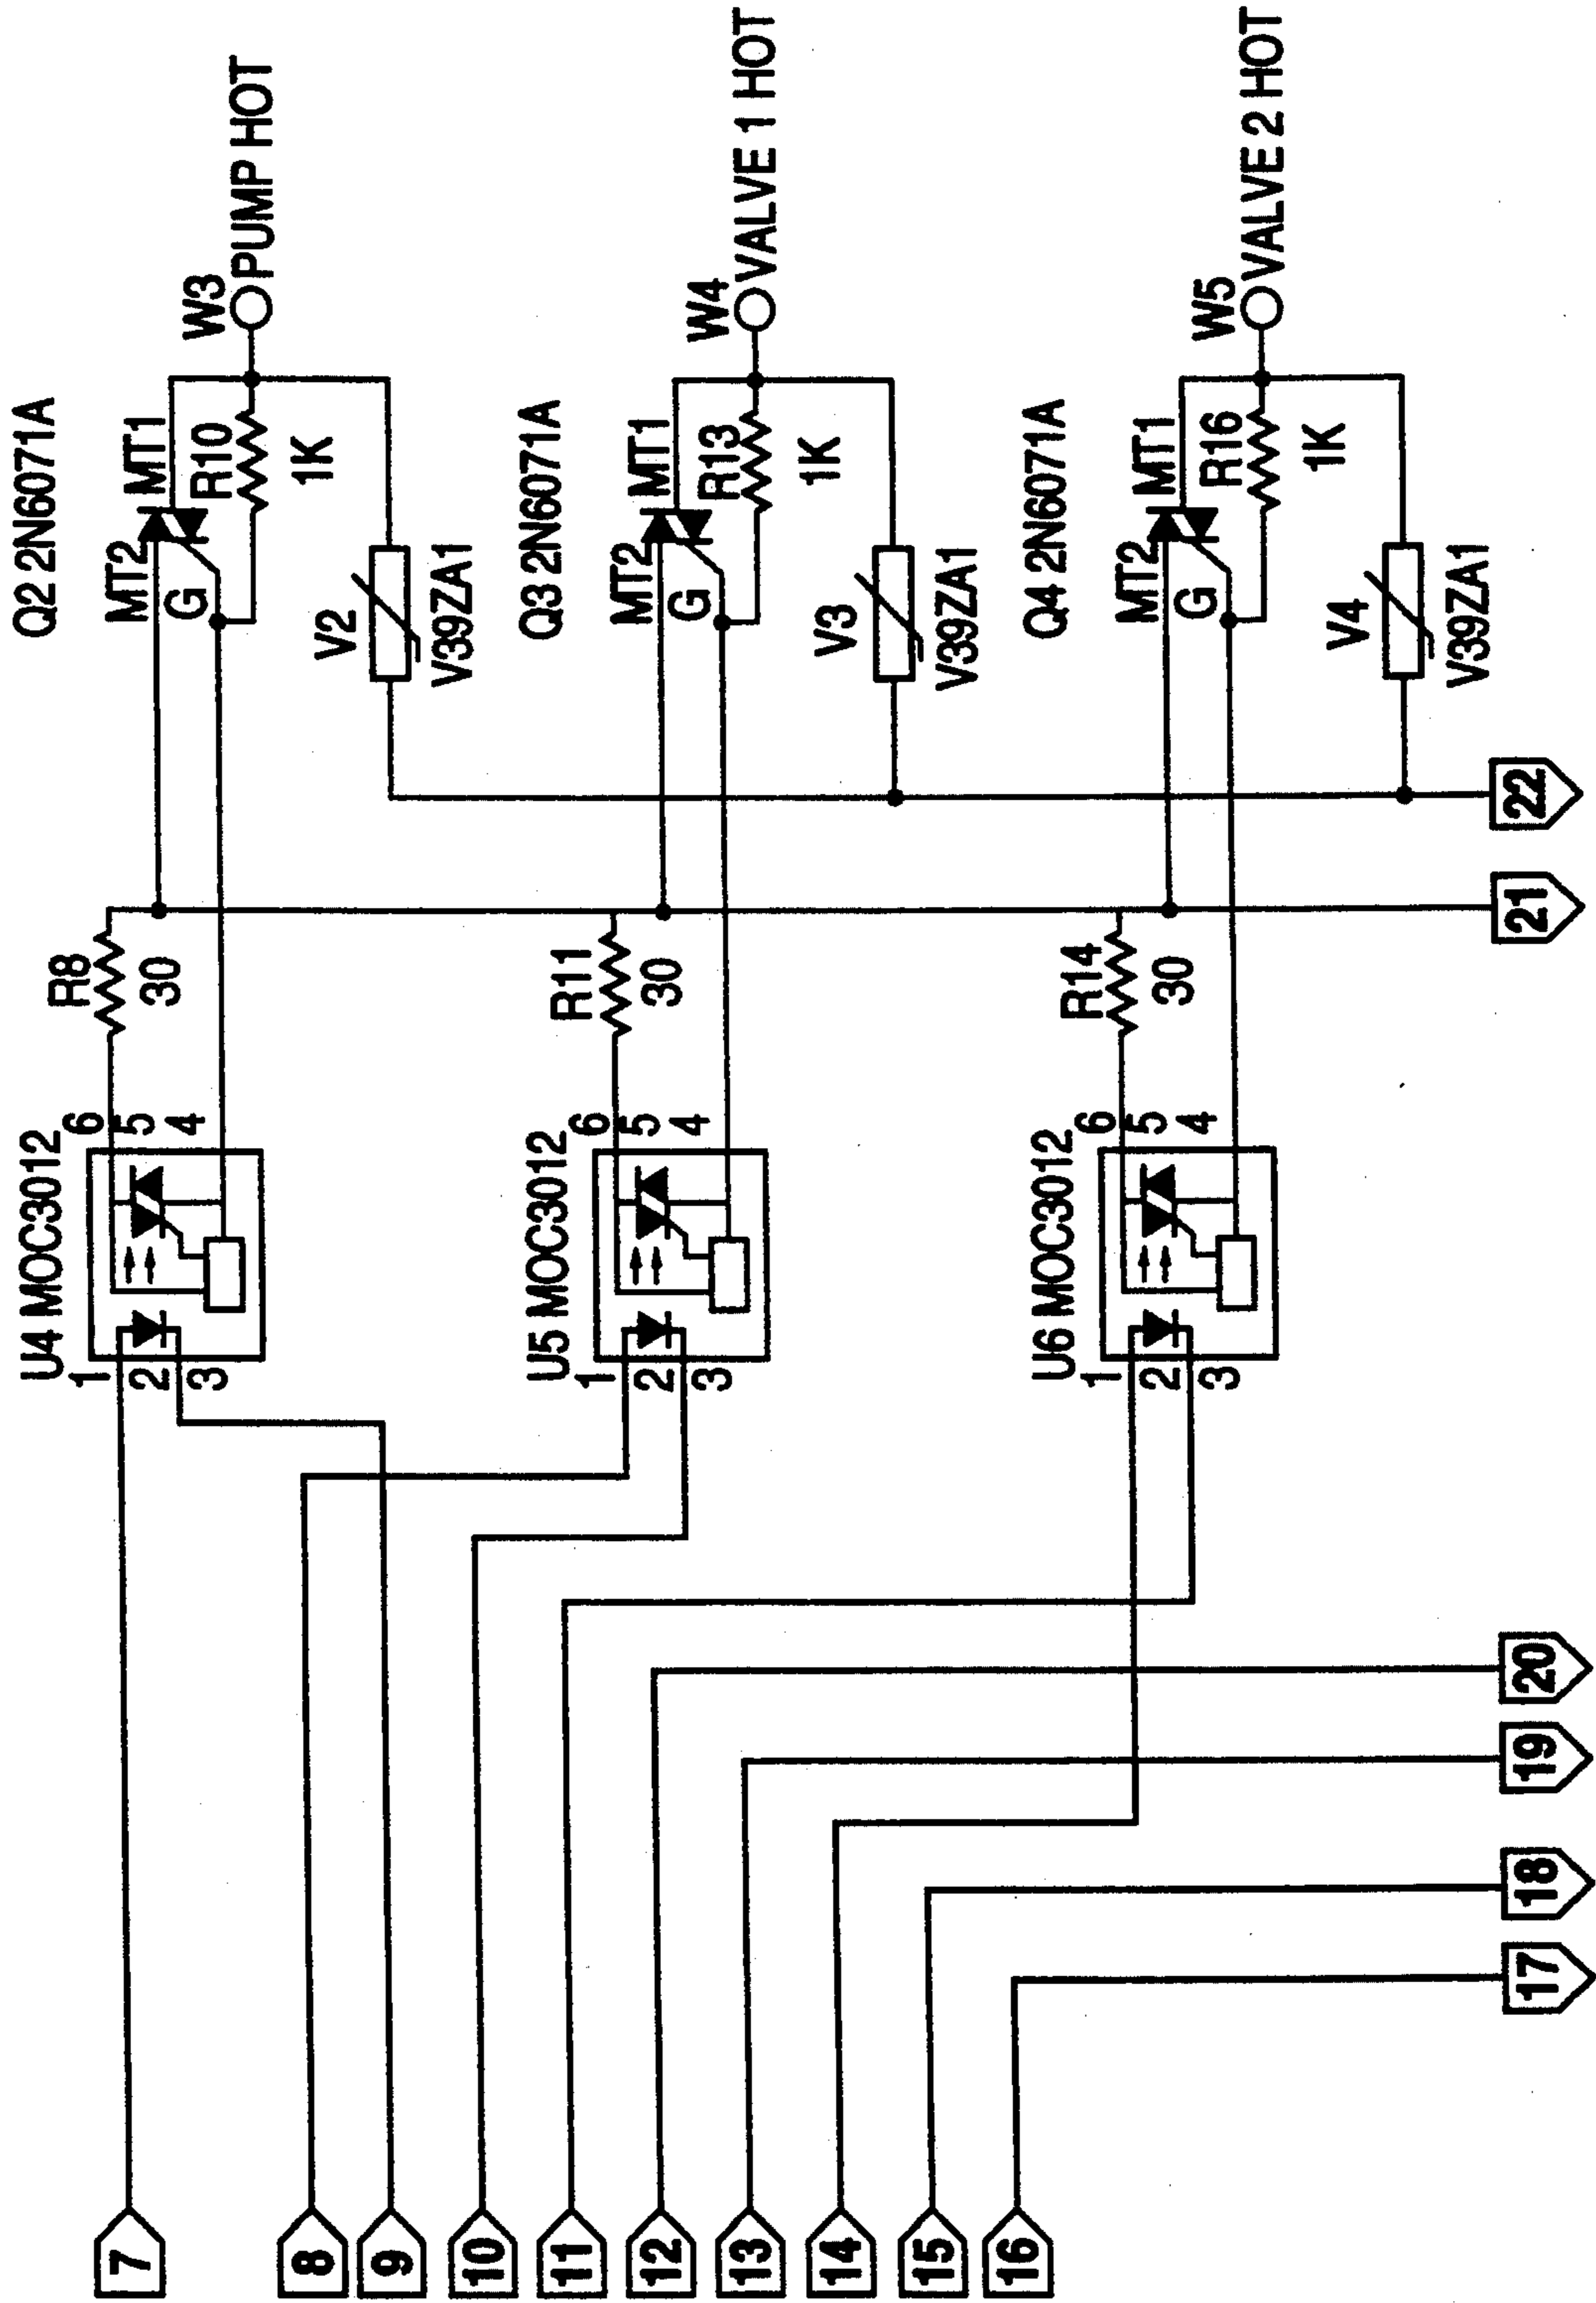 Q2 2N6071A
U4 MOC3012
R8
30
MT2
MT1
G
R10
1K
W3
PUMP HOT
V2
V39ZA1
1
2
3
6
5
4
Q3 2N6071A
U5 MOC3012
R11
30
MT2
MT1
G
R13
1K
W4
VALVE 1 HOT
V3
V39ZA1
1
2
3
6
5
4
Q4 2N6071A
U6 MOC3012
R14
30
MT2
MT1
G
R16
1K
W5
VALVE 2 HOT
V4
V39ZA1
1
2
3
6
5
4
7
8
9
10
11
12
13
14
15
16
17
18
19
20
21
22